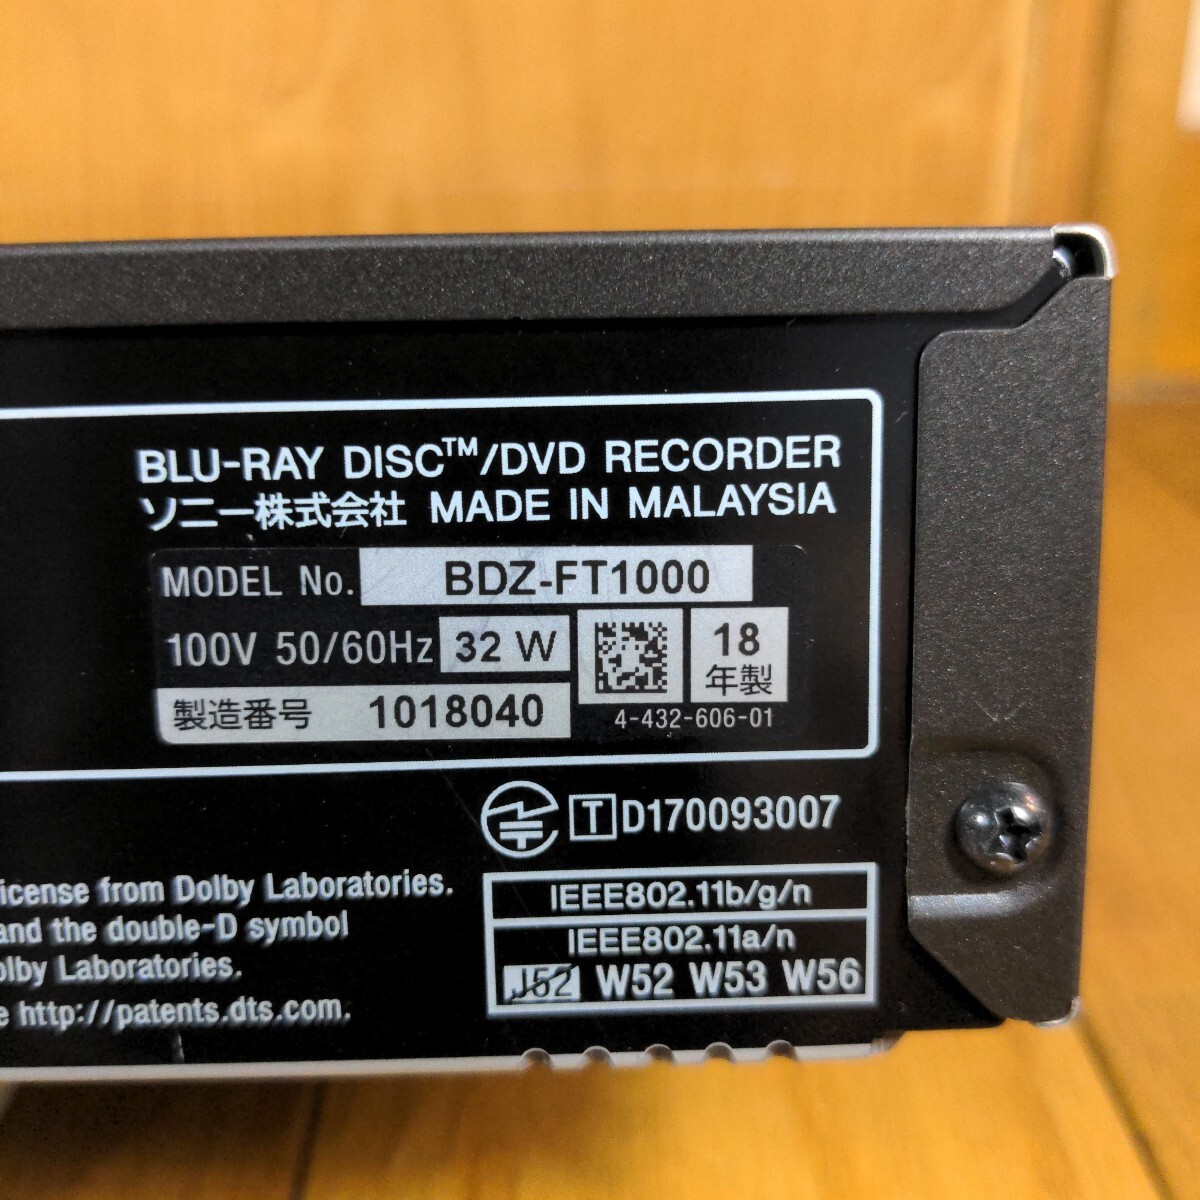 BLU-RAY DISC™/DVD RECORDER
ソニー株式会社 MADE IN MALAYSIA
MODEL No. BDZ-FT1000
100V 50/60Hz 32 W
18
年製
製造番号 1018040
4-432-606-01
T D170093007
license from Dolby Laboratories.
and the double-D symbol
Dolby Laboratories.
http://patents.dts.com.
IEEE802.11b/g/n
IEEE802.11a/n
J52 W52 W53 W56